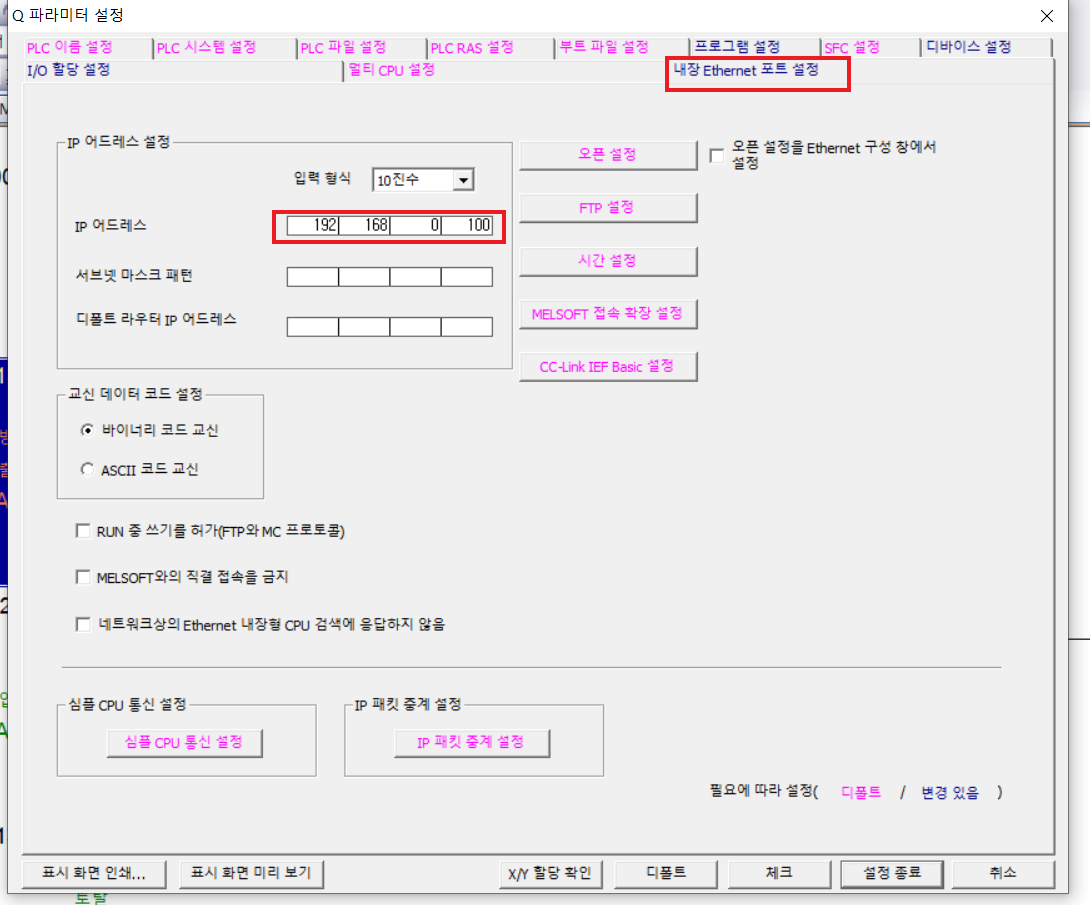 Q 파라미터 설정
PLC 이름 설정 PLC 시스템 설정 PLC 파일 설정 PLC RAS 설정 부트 파일 설정 프로그램 설정 SFC 설정 디바이스 설정
I/O 할당 설정 멀티 CPU 설정 내장 Ethernet 포트 설정
IP 어드레스 설정
입력 형식 10진수
IP 어드레스 192 168 0 100
서브넷 마스크 패턴
디폴트 라우터 IP 어드레스
오픈 설정
오픈 설정을 Ethernet 구성 창에서
설정
FTP 설정
시간 설정
MELSOFT 접속 확장 설정
CC-Link IEF Basic 설정
교신 데이터 코드 설정
바이너리 코드 교신
ASCII 코드 교신
RUN 중 쓰기를 허가(FTP와 MC 프로토콜)
MELSOFT와의 직결 접속을 금지
네트워크상의 Ethernet 내장형 CPU 검색에 응답하지 않음
심플 CPU 통신 설정 IP 패킷 중계 설정
심플 CPU 통신 설정 IP 패킷 중계 설정
필요에 따라 설정( 디폴트 / 변경 있음 )
표시 화면 인쇄... 표시 화면 미리 보기 X/Y 할당 확인 디폴트 체크 설정 종료 취소